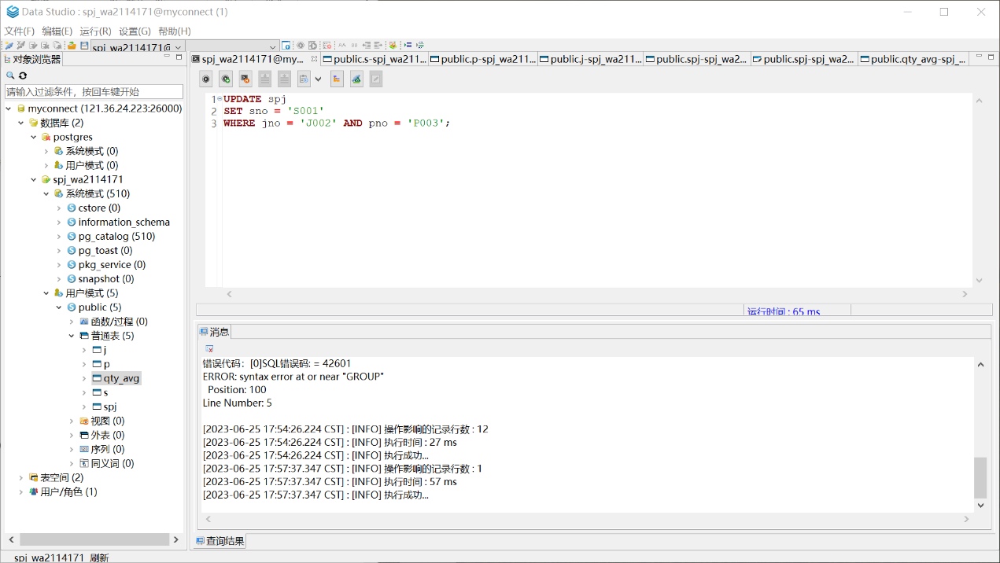 Data Studio : spj_wa2114171@myconnect (1)
文件(F) 编辑(E) 运行(R) 设置(G) 帮助(H)
spj_wa2114171@
对象浏览器
请输入过滤条件，按回车键开始
myconnect (121.36.24.223:26000)
数据库 (2)
postgres
系统模式 (0)
用户模式 (0)
spj_wa2114171
系统模式 (510)
cstore (0)
information_schema
pg_catalog (510)
pg_toast (0)
pkg_service (0)
snapshot (0)
用户模式 (5)
public (5)
函数/过程 (0)
普通表 (5)
j
p
qty_avg
s
spj
视图 (0)
外表 (0)
序列 (0)
同义词 (0)
表空间 (2)
用户/角色 (1)
spj_wa2114171@my... public.s-spj_wa211... public.p-spj_wa211... public.j-spj_wa211... public.spj-spj_wa2... public.spj-spj_wa2... public.qty_avg-spj_...
1 UPDATE spj
2 SET sno = 'S001'
3 WHERE jno = 'J002' AND pno = 'P003';
运行时间 : 65 ms
消息
错误代码：[0]SQL错误码: = 42601
ERROR: syntax error at or near "GROUP"
Position: 100
Line Number: 5
[2023-06-25 17:54:26.224 CST] : [INFO] 操作影响的记录行数 : 12
[2023-06-25 17:54:26.224 CST] : [INFO] 执行时间 : 27 ms
[2023-06-25 17:54:26.224 CST] : [INFO] 执行成功...
[2023-06-25 17:57:37.347 CST] : [INFO] 操作影响的记录行数 : 1
[2023-06-25 17:57:37.347 CST] : [INFO] 执行时间 : 57 ms
[2023-06-25 17:57:37.347 CST] : [INFO] 执行成功...
查询结果
spj_wa2114171 刷新